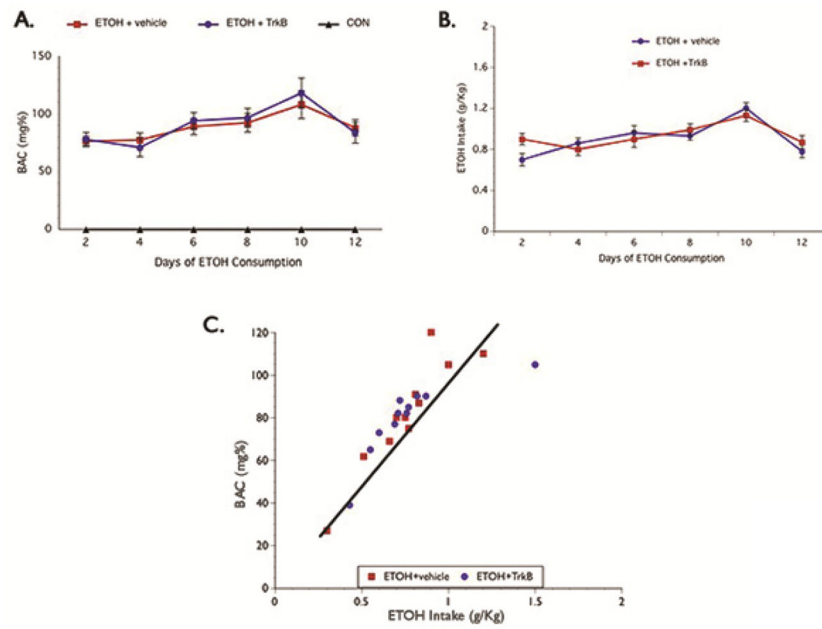 A.
ETOH + vehicle ETOH + TrkB CON
150
100
50
0
BAC (mg%)
2 4 6 8 10 12
Days of ETOH Consumption
B.
2
1.6
1.2
0.8
0.4
0
ETOH Intake (g/Kg)
ETOH + vehicle
ETOH +TrkB
2 4 6 8 10 12
Days of ETOH Consumption
C.
120
100
80
60
40
20
0
BAC (mg%)
ETOH+vehicle ETOH+TrkB
0 0.5 1 1.5 2
ETOH Intake (g/Kg)